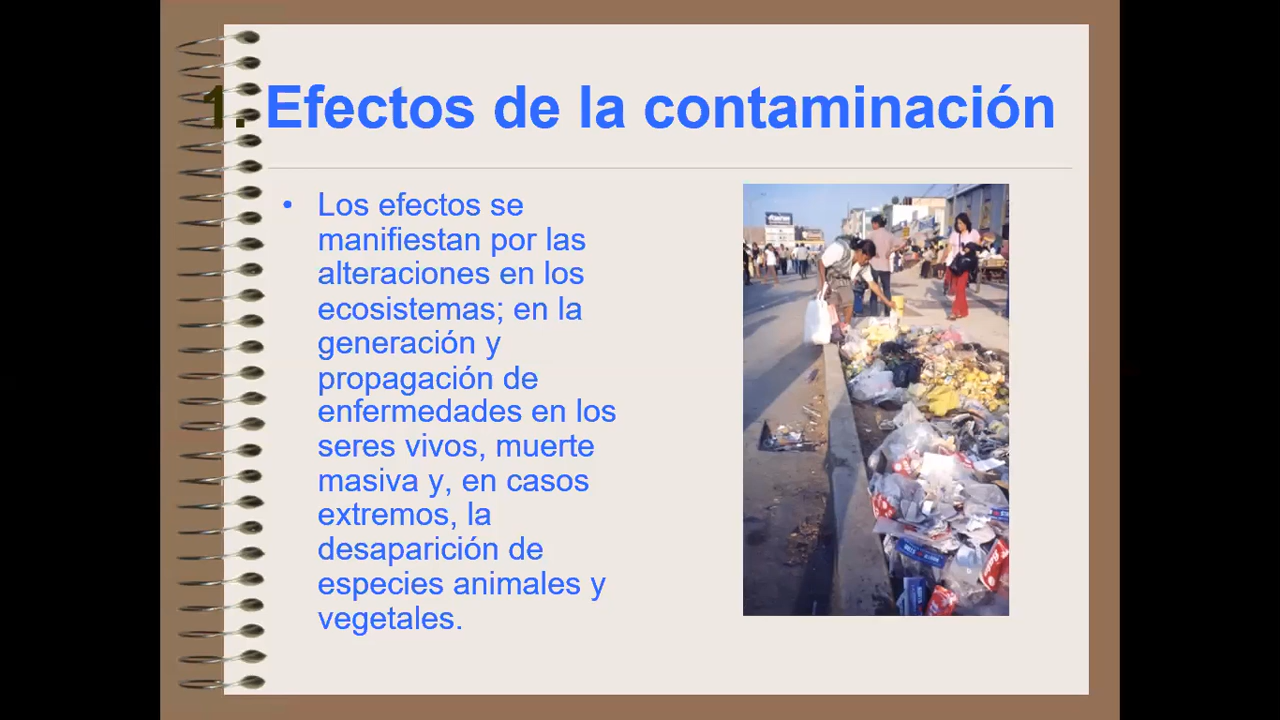 1. Efectos de la contaminación
• Los efectos se
manifiestan por las
alteraciones en los
ecosistemas; en la
generación y
propagación de
enfermedades en los
seres vivos, muerte
masiva y, en casos
extremos, la
desaparición de
especies animales y
vegetales.